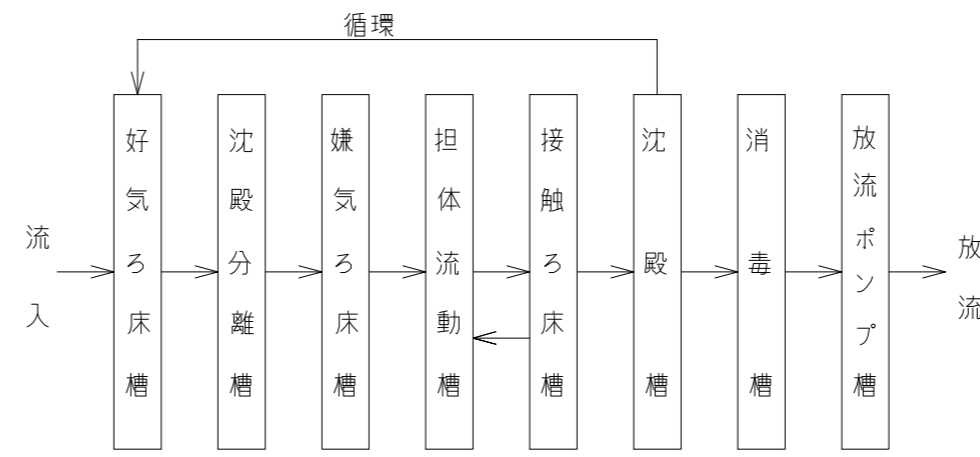 循環
流入
好気ろ床槽
沈殿分離槽
嫌気ろ床槽
担体流動槽
接触ろ床槽
沈殿槽
消毒槽
放流ポンプ槽
放流